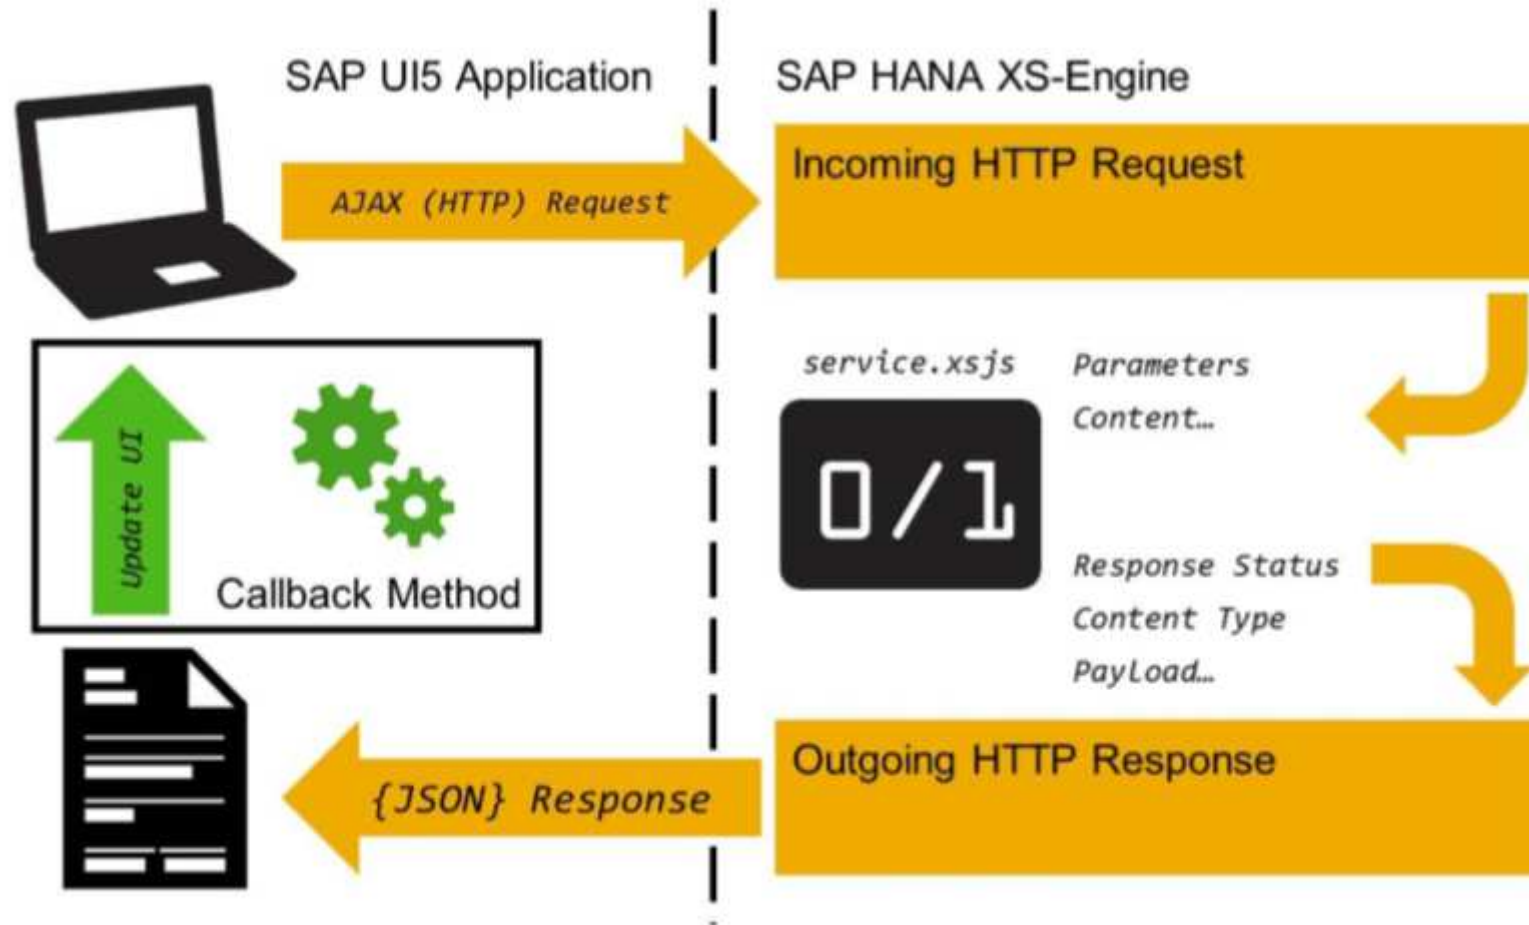 SAP UI5 Application
SAP HANA XS-Engine
AJAX (HTTP) Request
Incoming HTTP Request
service.xsjs
Parameters
Content…
0/1
Update UI
Callback Method
Response Status
Content Type
Payload…
{JSON} Response
Outgoing HTTP Response